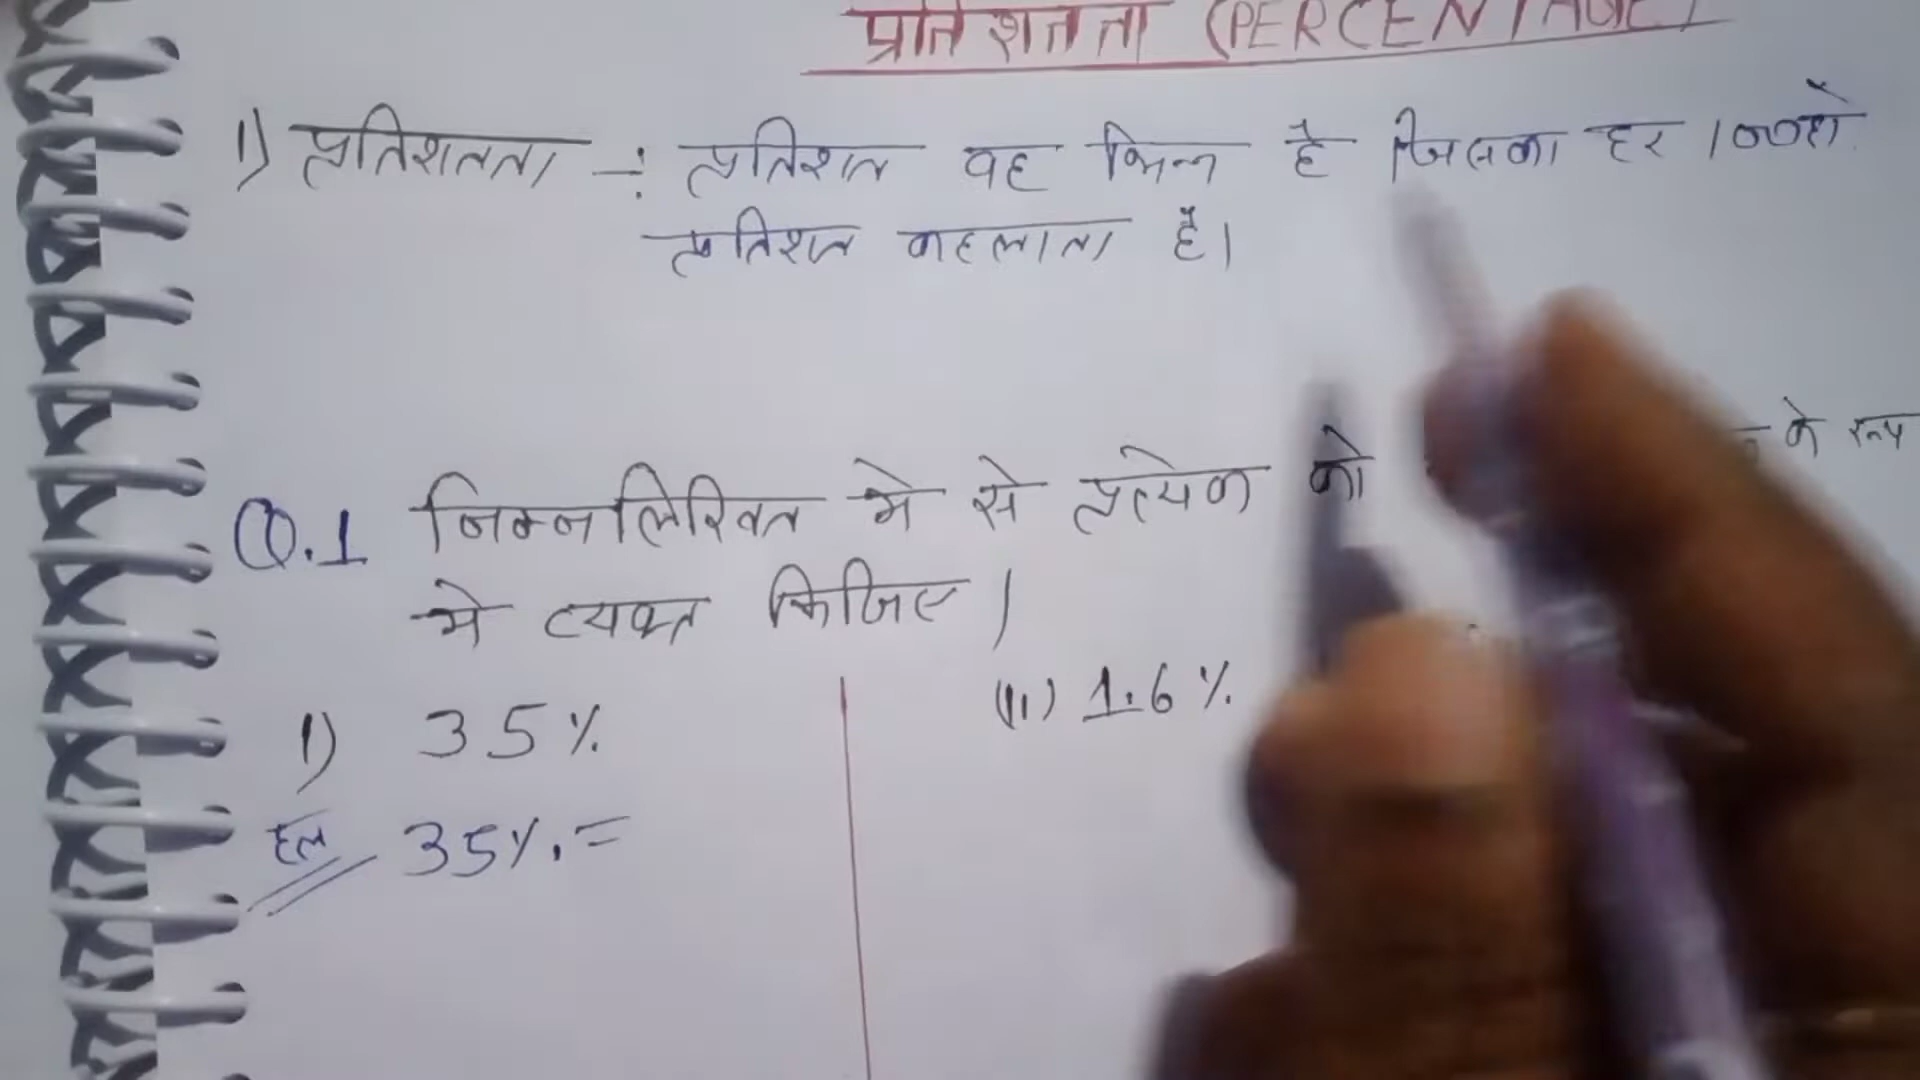 प्रतिशतता (PERCENTAGE)
1) प्रतिशतता -: प्रतिशत वह भिन्न है जिसका हर 100 हो
प्रतिशत कहलाता है।
Q.1 निम्नलिखित मे से प्रत्येक को के रूप
मे व्यक्त किजिए।
1) 35%
(ii) 1.6%
हल 35% =